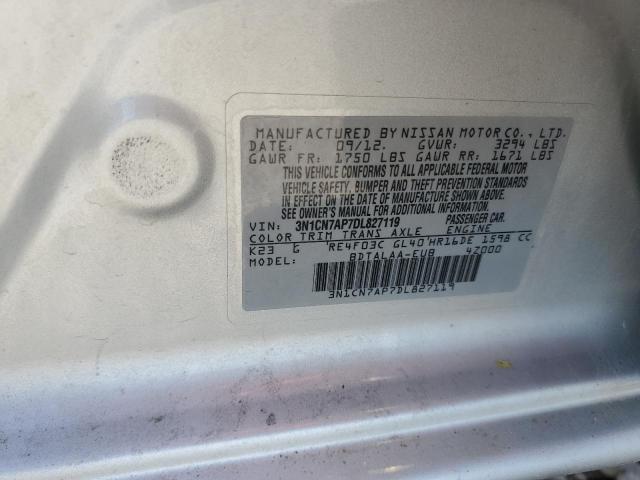 MANUFACTURED BY NISSAN MOTOR CO., LTD.
DATE: 09/12. GVWR: 3294 LBS
GAWR FR: 1750 LBS GAWR RR: 1671 LBS
THIS VEHICLE CONFORMS TO ALL APPLICABLE FEDERAL MOTOR
VEHICLE SAFETY, BUMPER AND THEFT PREVENTION STANDARDS
IN EFFECT ON THE DATE OF MANUFACTURE SHOWN ABOVE.
SEE OWNER'S MANUAL FOR ADDITIONAL INFORMATION.
VIN: 3N1CN7AP7DL827119 PASSENGER CAR.
COLOR TRIM TRANS AXLE ENGINE
K23 G RE4F03C GL40 HR16DE 1598 CC
MODEL: BDTALAA-EUB 4Z000
3N1CN7AP7DL827119